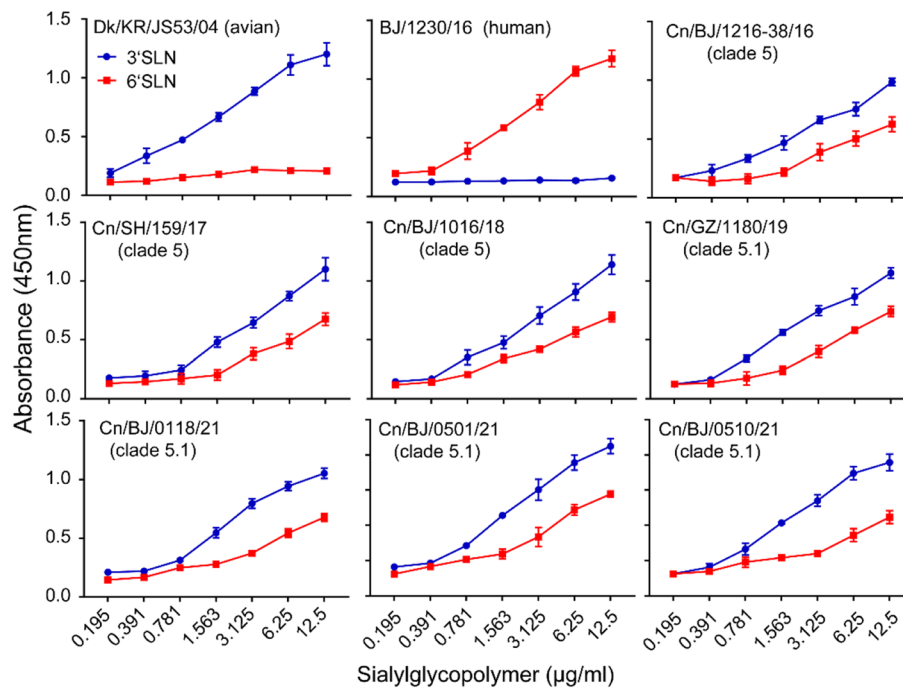 Dk/KR/JS53/04 (avian)
BJ/1230/16 (human)
Cn/BJ/1216-38/16
(clade 5)
3'SLN
6'SLN
1.5
1.0
0.5
0.0
Cn/SH/159/17
(clade 5)
Cn/BJ/1016/18
(clade 5)
Cn/GZ/1180/19
(clade 5.1)
1.5
1.0
0.5
0.0
Absorbance (450nm)
Cn/BJ/0118/21
(clade 5.1)
Cn/BJ/0501/21
(clade 5.1)
Cn/BJ/0510/21
(clade 5.1)
1.5
1.0
0.5
0.0
0.195 0.391 0.781 1.563 3.125 6.25 12.5
0.195 0.391 0.781 1.563 3.125 6.25 12.5
0.195 0.391 0.781 1.563 3.125 6.25 12.5
Sialylglycopolymer (μg/ml)